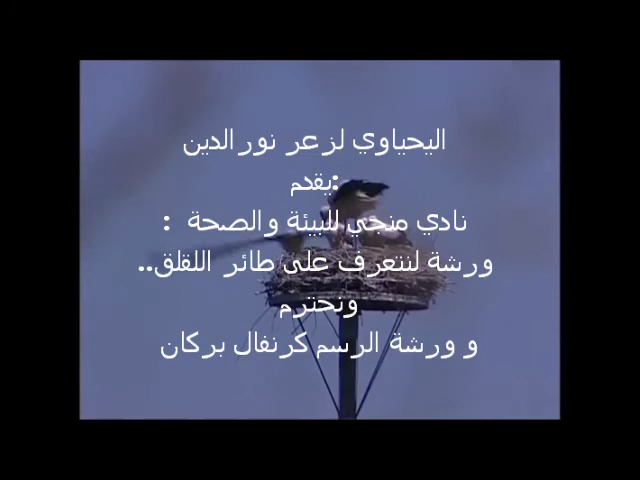 اليحياوي لزعر نورالدين
يقدم:
نادي منجي للبيئة والصحة :
ورشة لنتعرف على طائر اللقلق..
ونحترم
و ورشة الرسم كرنفال بركان